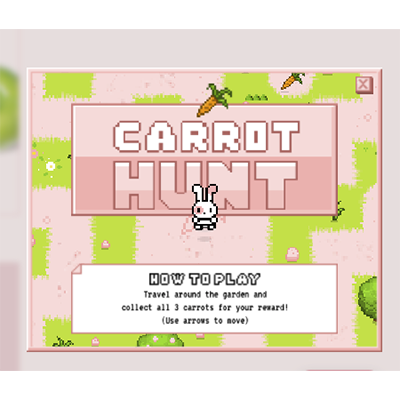 CARROT
HUNT
HOW TO PLAY
Travel around the garden and
collect all 3 carrots for your reward!
(Use arrows to move)